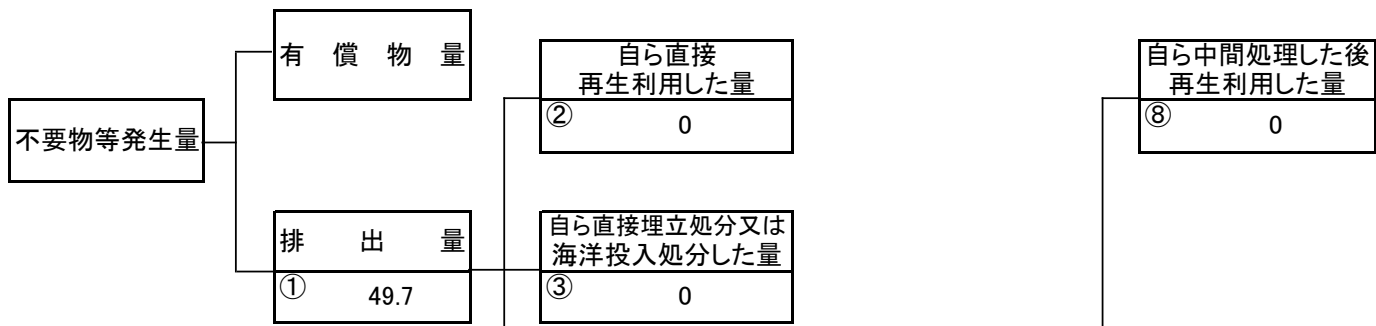 有償物量
自ら直接
再生利用した量
② 0
自ら中間処理した後
再生利用した量
⑧ 0
不要物等発生量
排出量
① 49.7
自ら直接埋立処分又は
海洋投入処分した量
③ 0